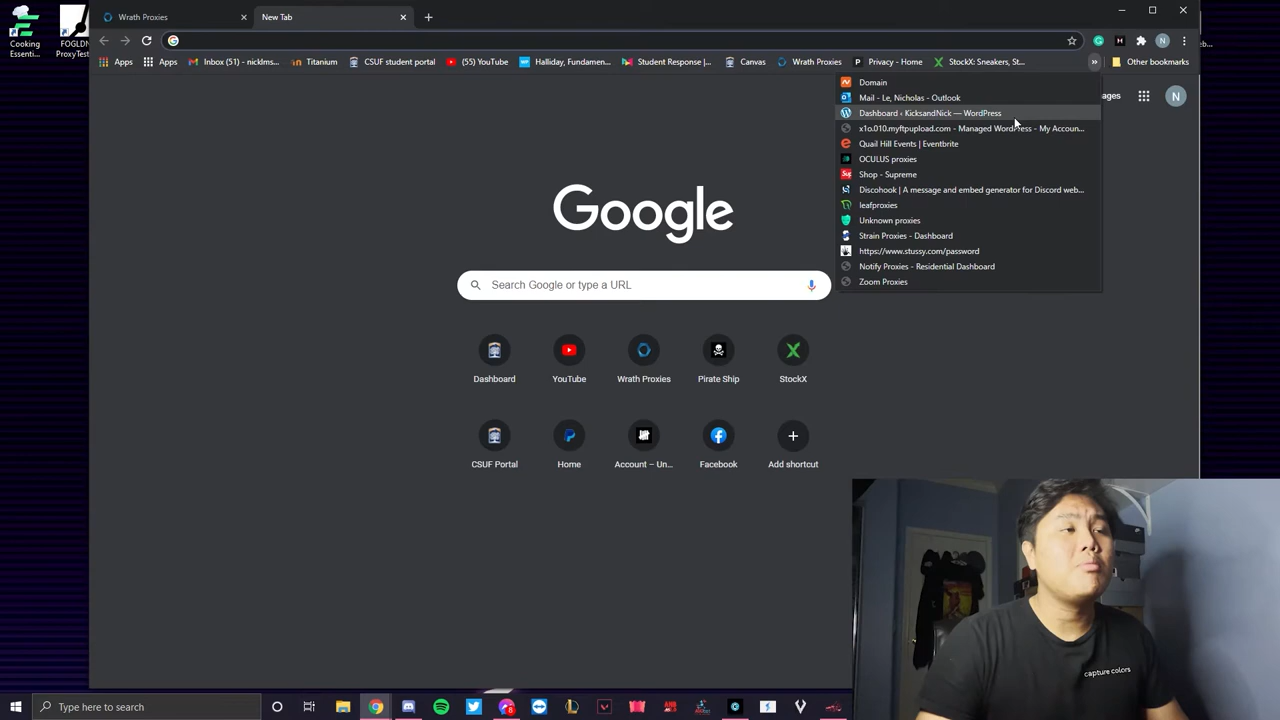 Wrath Proxies
New Tab
Cooking
Essenti...
FOGLDN
ProxyTest
Apps
Apps
Inbox (51) - nicklms...
Titanium
CSUF student portal
(55) YouTube
Halliday, Fundamen...
Student Response |...
Canvas
Wrath Proxies
Privacy - Home
StockX: Sneakers, St...
Other bookmarks
Domain
Mail - Le, Nicholas - Outlook
Dashboard ‹ KicksandNick — WordPress
x1o.010.myftpupload.com - Managed WordPress - My Accoun...
Quail Hill Events | Eventbrite
OCULUS proxies
Shop - Supreme
Discohook | A message and embed generator for Discord web...
leafproxies
Unknown proxies
Strain Proxies - Dashboard
https://www.stussy.com/password
Notify Proxies - Residential Dashboard
Zoom Proxies
ages
N
N
Google
Search Google or type a URL
Dashboard
YouTube
Wrath Proxies
Pirate Ship
StockX
CSUF Portal
Home
Account – Un...
Facebook
Add shortcut
capture colors
Type here to search